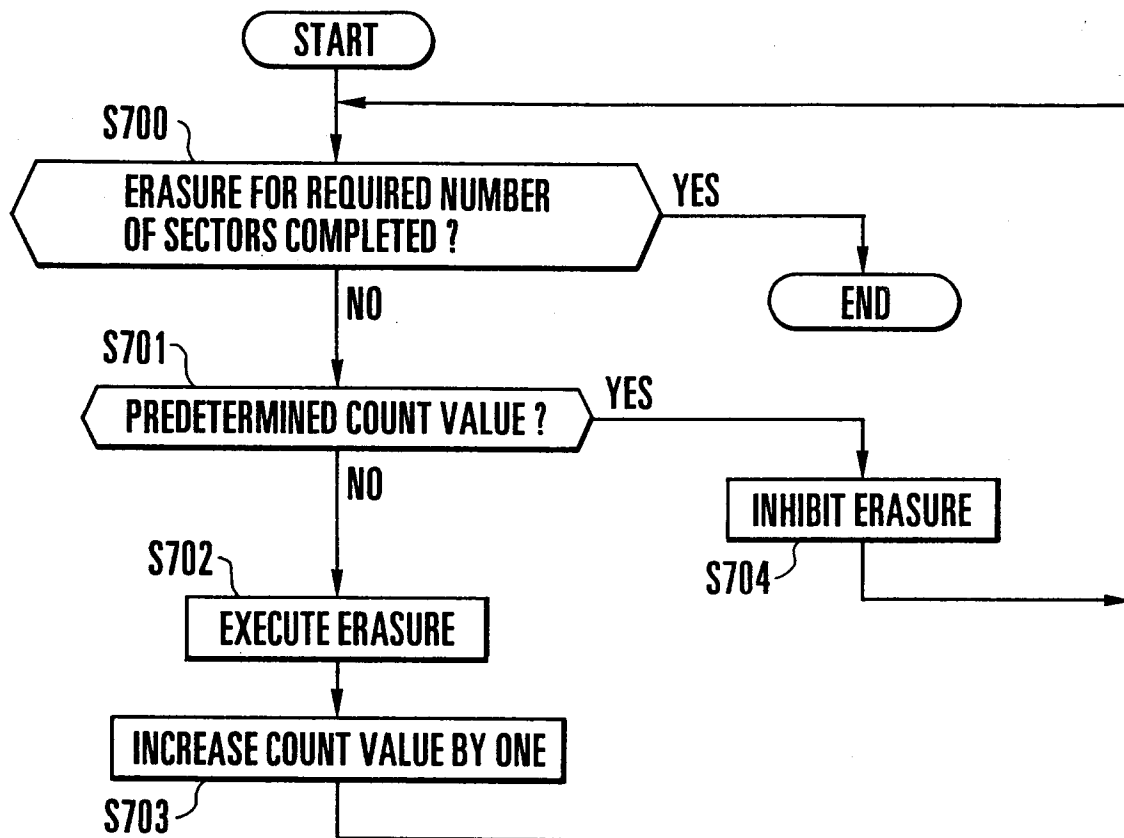 START
S700
ERASURE FOR REQUIRED NUMBER
OF SECTORS COMPLETED ?
YES
END
NO
S701
PREDETERMINED COUNT VALUE ?
YES
NO
INHIBIT ERASURE
S704
S702
EXECUTE ERASURE
INCREASE COUNT VALUE BY ONE
S703